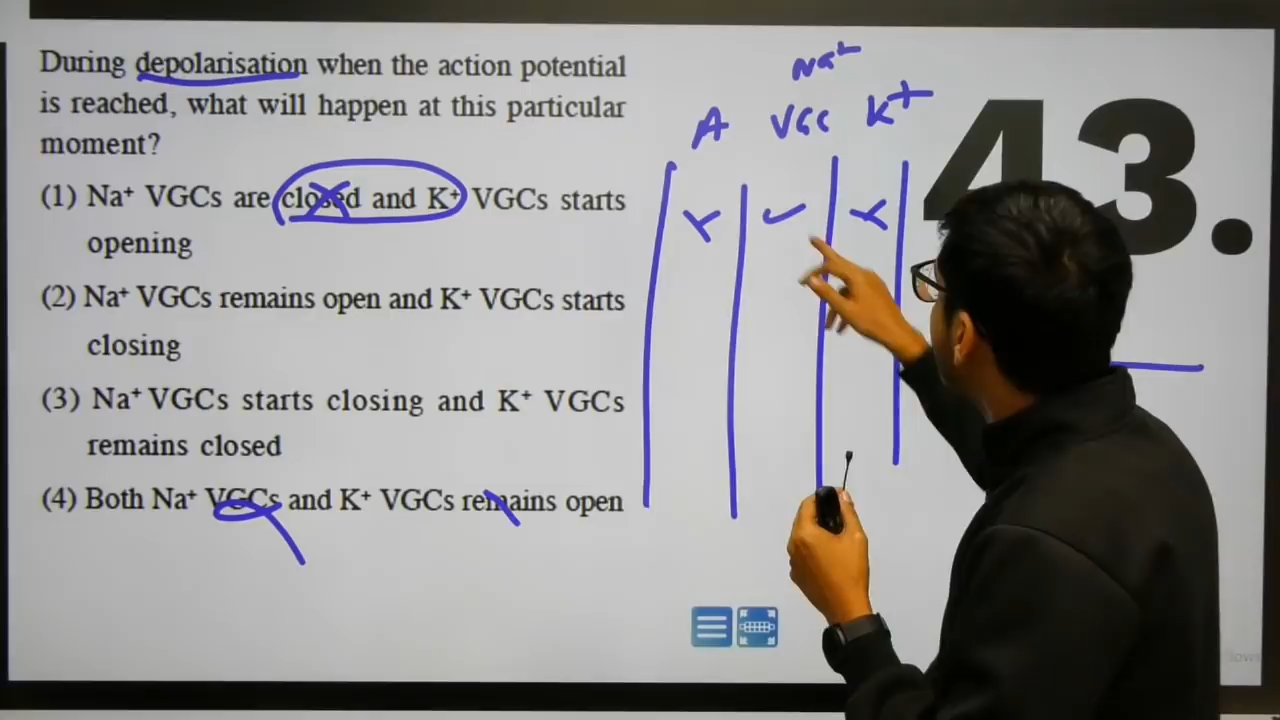 During depolarisation when the action potential
is reached, what will happen at this particular
moment?
(1) Na⁺ VGCs are closed and K⁺ VGCs starts
opening
(2) Na⁺ VGCs remains open and K⁺ VGCs starts
closing
(3) Na⁺ VGCs starts closing and K⁺ VGCs
remains closed
(4) Both Na⁺ VGCs and K⁺ VGCs remains open
Na⁺
A VGC K⁺
43.